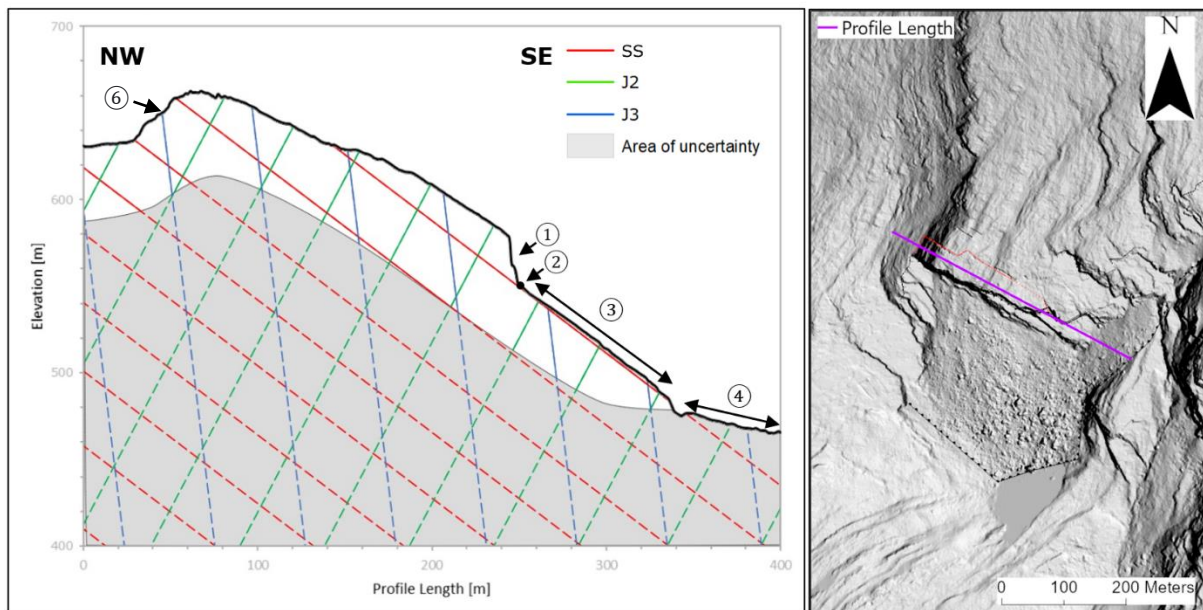 700
600
500
400
Elevation [m]
NW
SE
SS
J2
J3
Area of uncertainty
⑥
①
②
③
④
0
100
200
300
400
Profile Length [m]
Profile Length
N
0
100
200 Meters